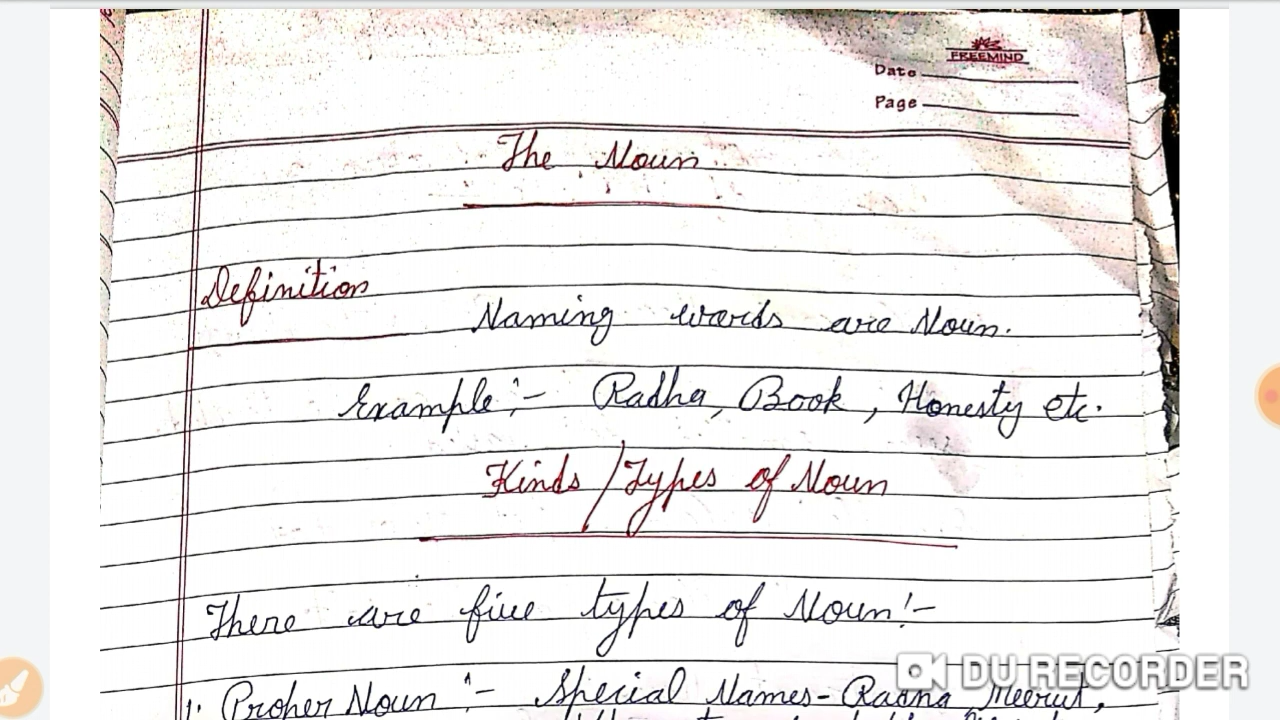 FREEMIND
Date
Page
The Noun
Definition
Naming words are Noun.
Example :- Radha, Book, Honesty etc.
Kinds / Types of Noun
There are five types of Noun :-
1. Proper Noun :- Special Names - Radha, Meerut,
DU RECORDER